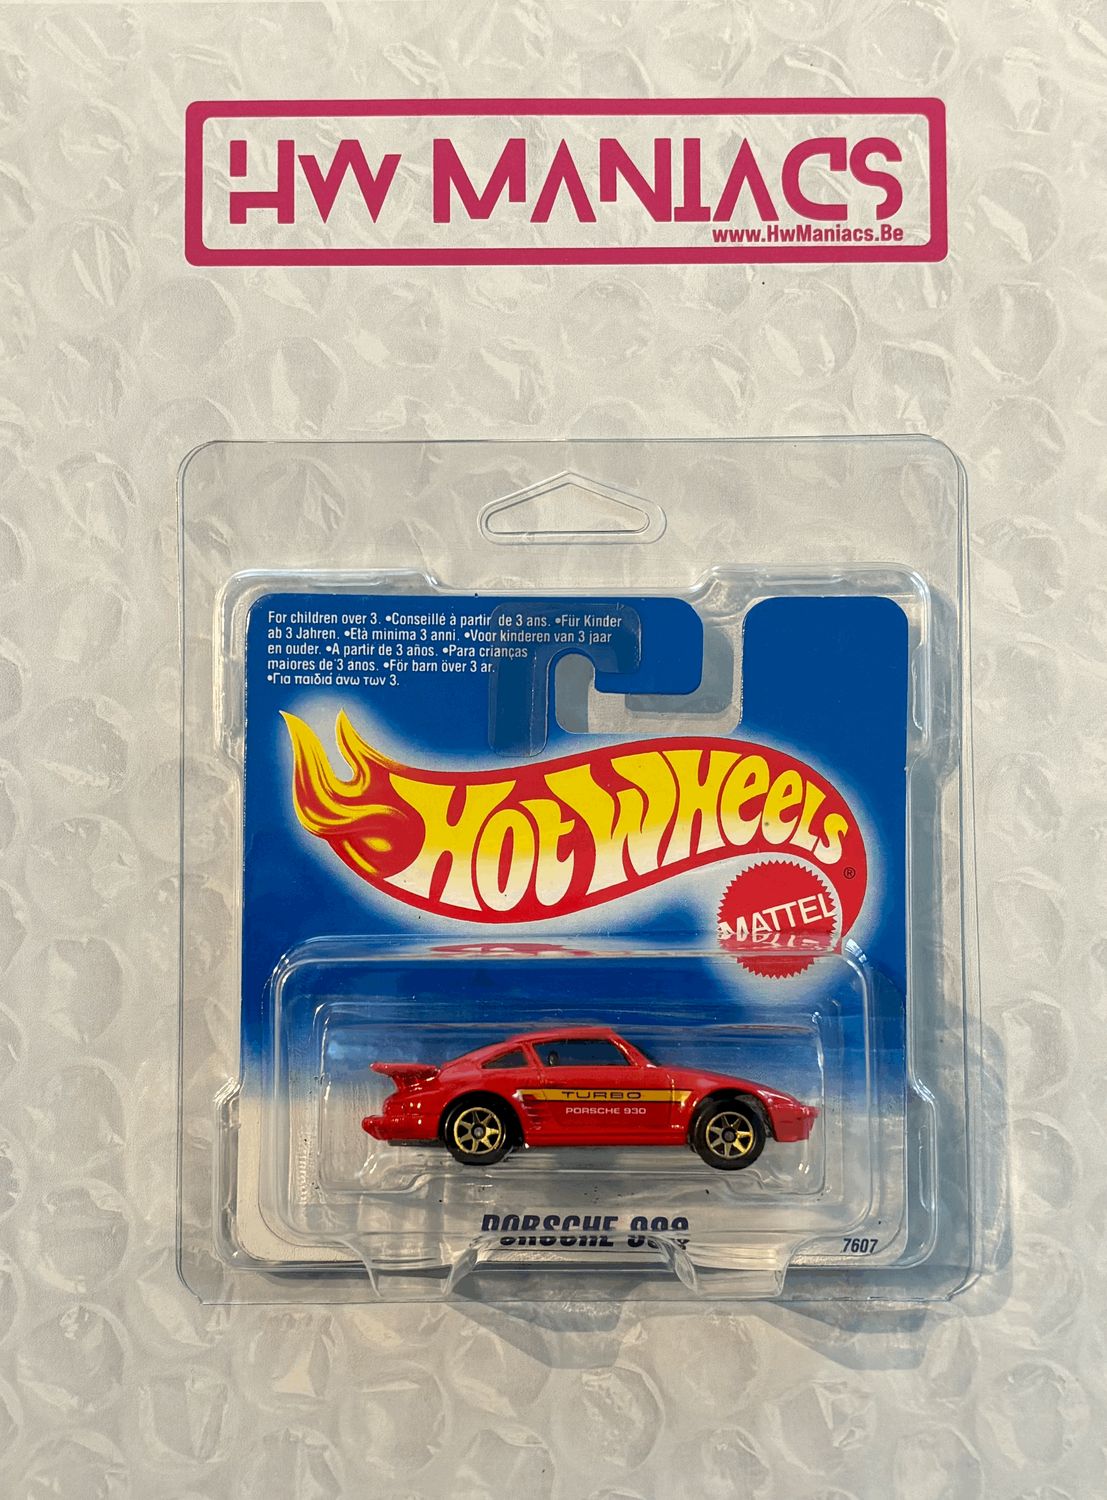 HW MANIACS
www.HwManiacs.Be
For children over 3. •Conseillé à partir de 3 ans. •Für Kinder
ab 3 Jahren. •Età minima 3 anni. •Voor kinderen van 3 jaar
en ouder. •A partir de 3 años. •Para crianças
maiores de 3 anos. •För barn över 3 år.
•Για παιδιά άνω των 3.
HOT WHEELS
®
MATTEL
TURBO
PORSCHE 930
PORSCHE
7607